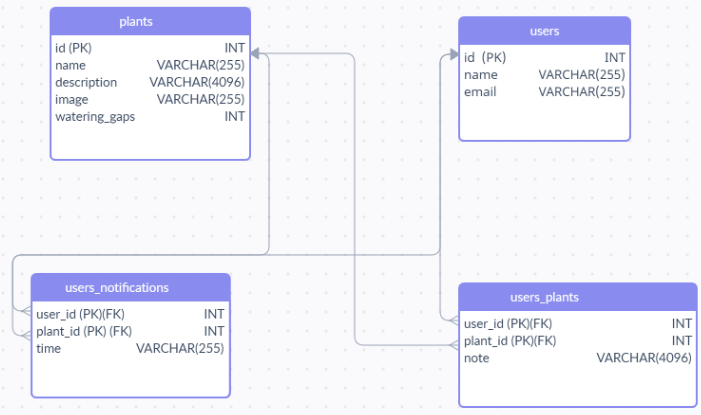 plants
id (PK) INT
name VARCHAR(255)
description VARCHAR(4096)
image VARCHAR(255)
watering_gaps INT
users
id (PK) INT
name VARCHAR(255)
email VARCHAR(255)
users_notifications
user_id (PK)(FK) INT
plant_id (PK) (FK) INT
time VARCHAR(255)
users_plants
user_id (PK)(FK) INT
plant_id (PK)(FK) INT
note VARCHAR(4096)